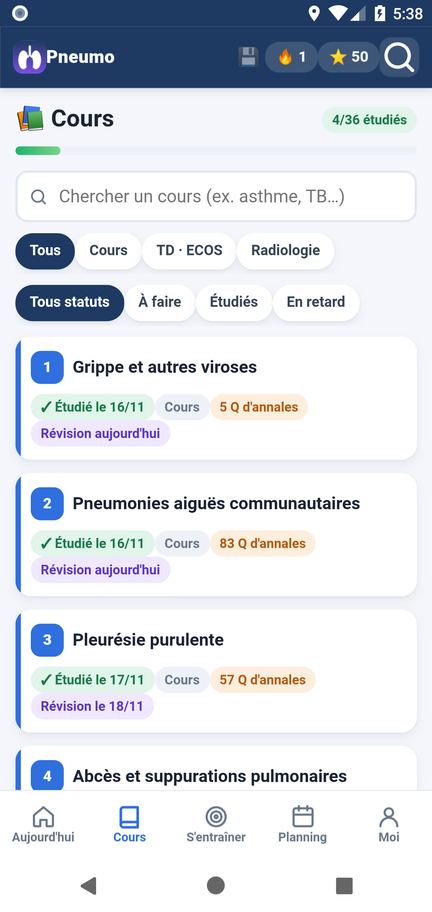 5:38
Pneumo
1
50
Cours
4/36 étudiés
Chercher un cours (ex. asthme, TB…)
Tous Cours TD · ECOS Radiologie
Tous statuts À faire Étudiés En retard
1 Grippe et autres viroses
✓ Étudié le 16/11 Cours 5 Q d'annales
Révision aujourd'hui
2 Pneumonies aiguës communautaires
✓ Étudié le 16/11 Cours 83 Q d'annales
Révision aujourd'hui
3 Pleurésie purulente
✓ Étudié le 17/11 Cours 57 Q d'annales
Révision le 18/11
4 Abcès et suppurations pulmonaires
Aujourd'hui Cours S'entraîner Planning Moi